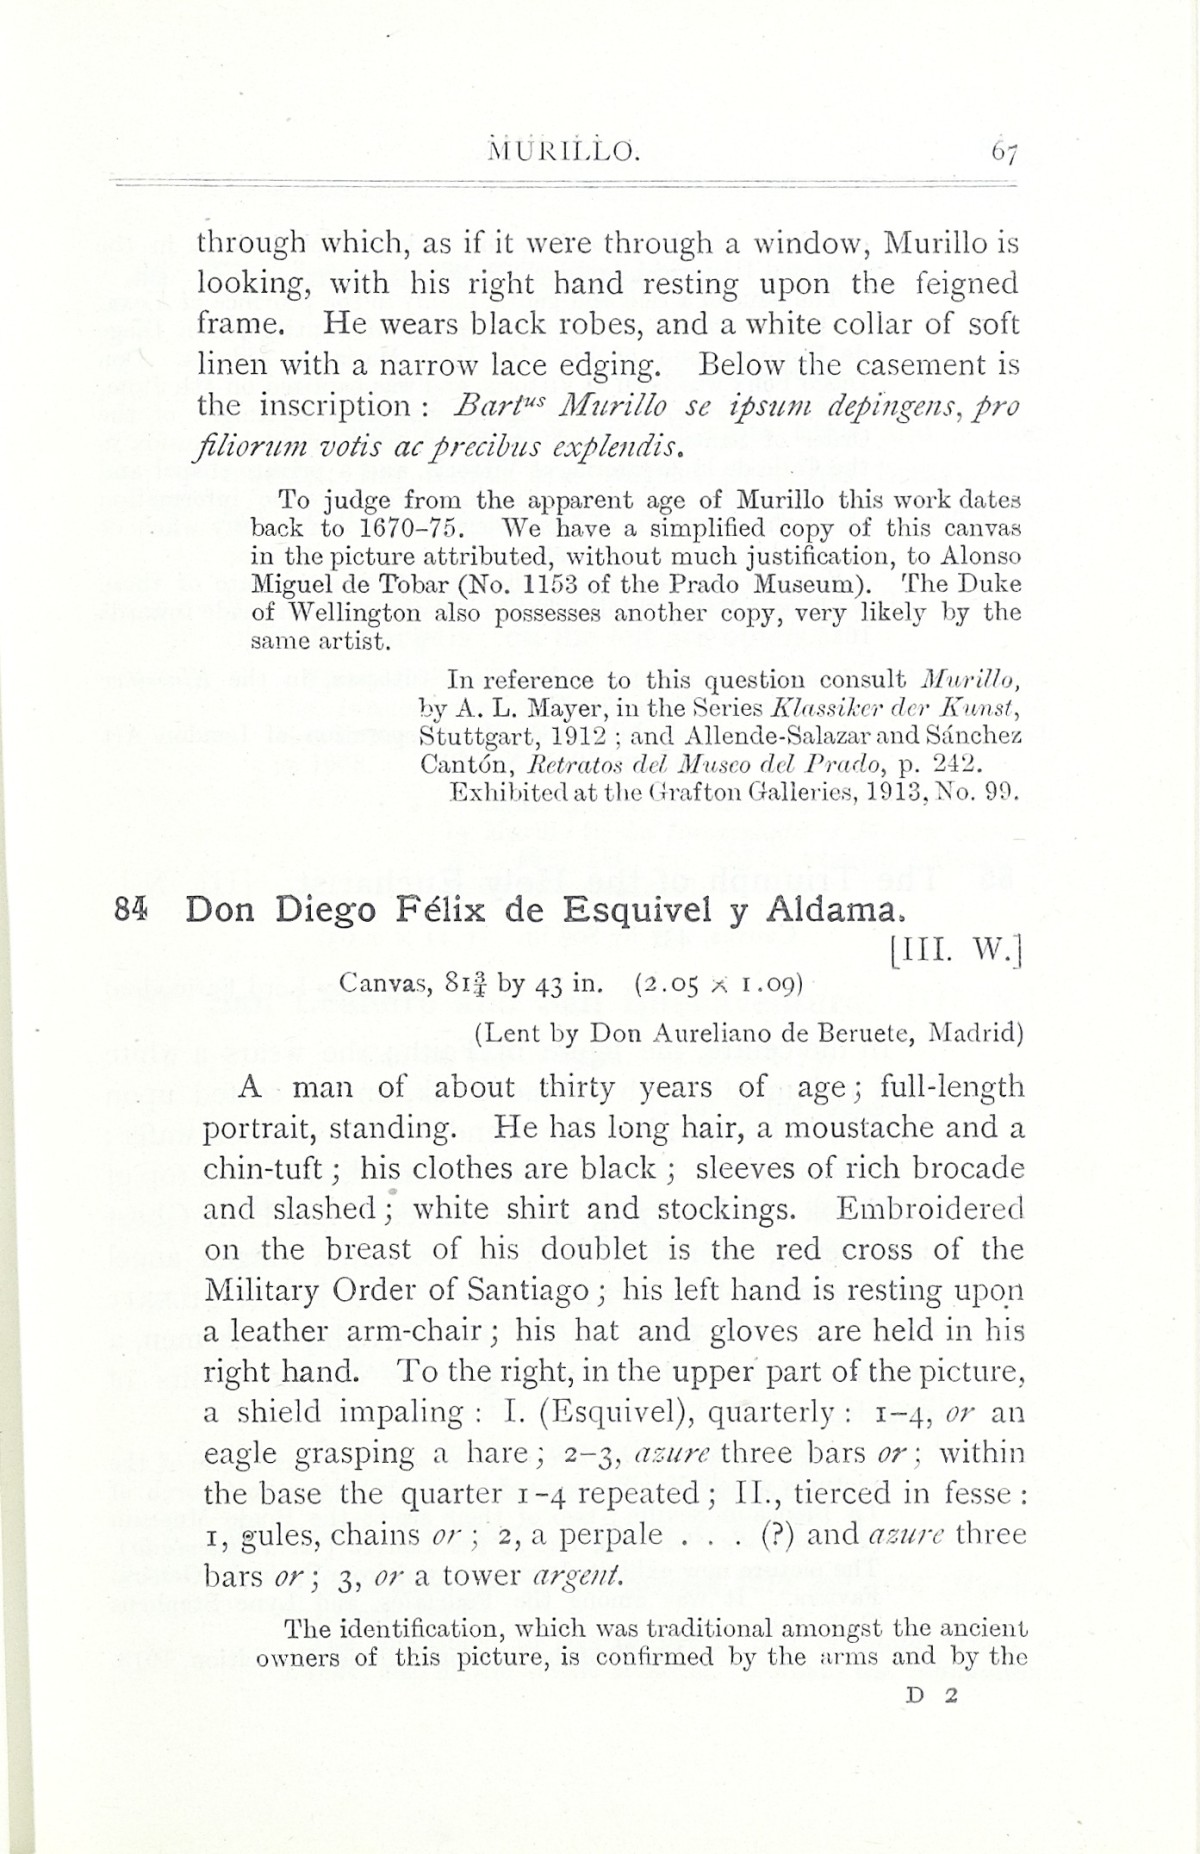 MURILLO. 67
through which, as if it were through a window, Murillo is
looking, with his right hand resting upon the feigned
frame. He wears black robes, and a white collar of soft
linen with a narrow lace edging. Below the casement is
the inscription : Bartus Murillo se ipsum depingens, pro
filiorum votis ac precibus explendis.
To judge from the apparent age of Murillo this work dates
back to 1670–75. We have a simplified copy of this canvas
in the picture attributed, without much justification, to Alonso
Miguel de Tobar (No. 1153 of the Prado Museum). The Duke
of Wellington also possesses another copy, very likely by the
same artist.
In reference to this question consult Murillo,
by A. L. Mayer, in the Series Klassiker der Kunst,
Stuttgart, 1912 ; and Allende-Salazar and Sánchez
Cantón, Retratos del Museo del Prado, p. 242.
Exhibited at the Grafton Galleries, 1913, No. 99.
84 Don Diego Félix de Esquivel y Aldama.
[III. W.]
Canvas, 81¾ by 43 in. (2.05 × 1.09)
(Lent by Don Aureliano de Beruete, Madrid)
A man of about thirty years of age ; full-length
portrait, standing. He has long hair, a moustache and a
chin-tuft ; his clothes are black ; sleeves of rich brocade
and slashed ; white shirt and stockings. Embroidered
on the breast of his doublet is the red cross of the
Military Order of Santiago ; his left hand is resting upon
a leather arm-chair ; his hat and gloves are held in his
right hand. To the right, in the upper part of the picture,
a shield impaling : I. (Esquivel), quarterly : 1–4, or an
eagle grasping a hare ; 2–3, azure three bars or ; within
the base the quarter 1–4 repeated ; II., tierced in fesse :
1, gules, chains or ; 2, a perpale . . . (?) and azure three
bars or ; 3, or a tower argent.
The identification, which was traditional amongst the ancient
owners of this picture, is confirmed by the arms and by the
D 2